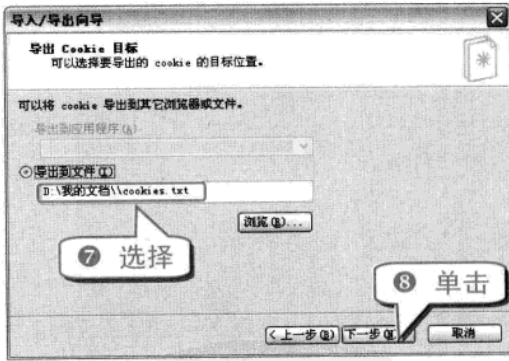 导入/导出向导
导出 Cookie 目标
可以选择要导出的 cookie 的目标位置。
可以将 cookie 导出到其它浏览器或文件。
导出到应用程序(A)
导出到文件(I)
D:\我的文档\\cookies.txt
浏览(R)...
❼ 选择
❽ 单击
<上一步(B) 下一步 取消